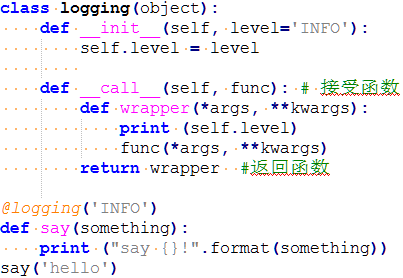 class logging(object):
    def __init__(self, level='INFO'):
        self.level = level

    def __call__(self, func): # 接受函数
        def wrapper(*args, **kwargs):
            print (self.level)
            func(*args, **kwargs)
        return wrapper  #返回函数

@logging('INFO')
def say(something):
    print ("say {}!".format(something))
say('hello')